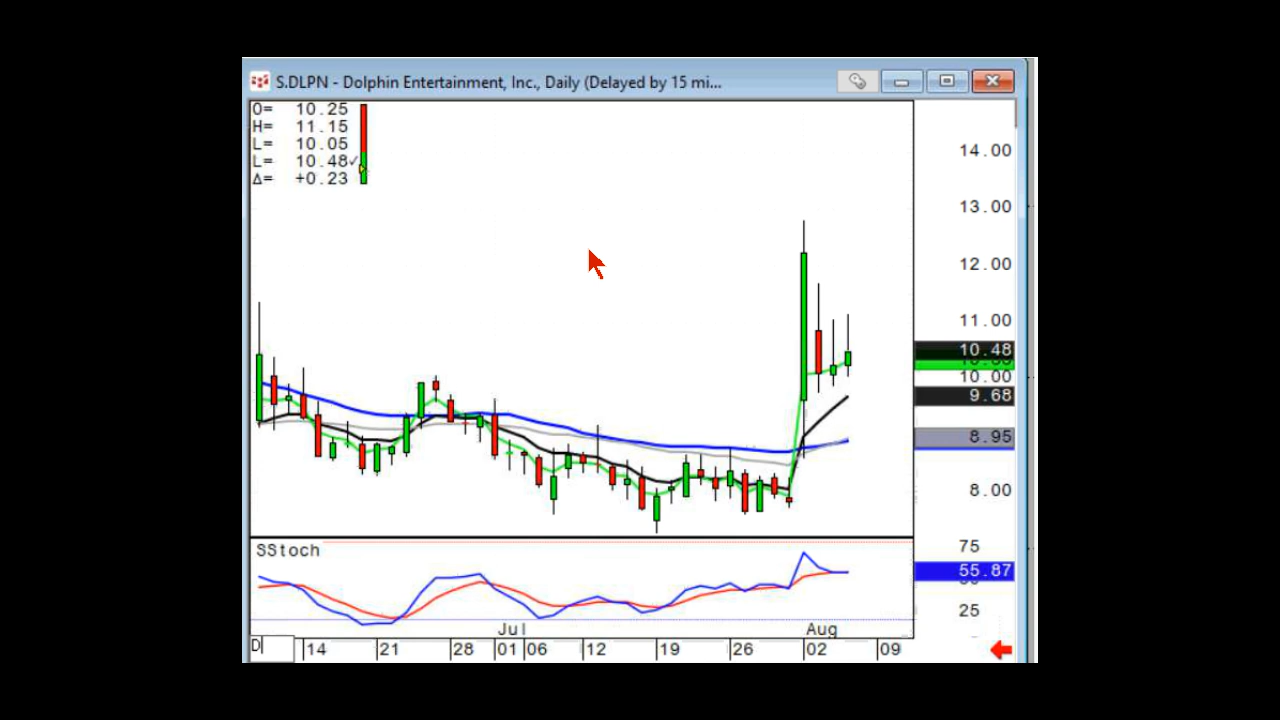 S.DLPN - Dolphin Entertainment, Inc., Daily (Delayed by 15 mi...
O= 10.25
H= 11.15
L= 10.05
L= 10.48✓
Δ= +0.23
14.00
13.00
12.00
11.00
10.48
10.00
9.68
8.95
8.00
SStoch
75
55.87
25
Jul Aug
D 14 21 28 01 06 12 19 26 02 09